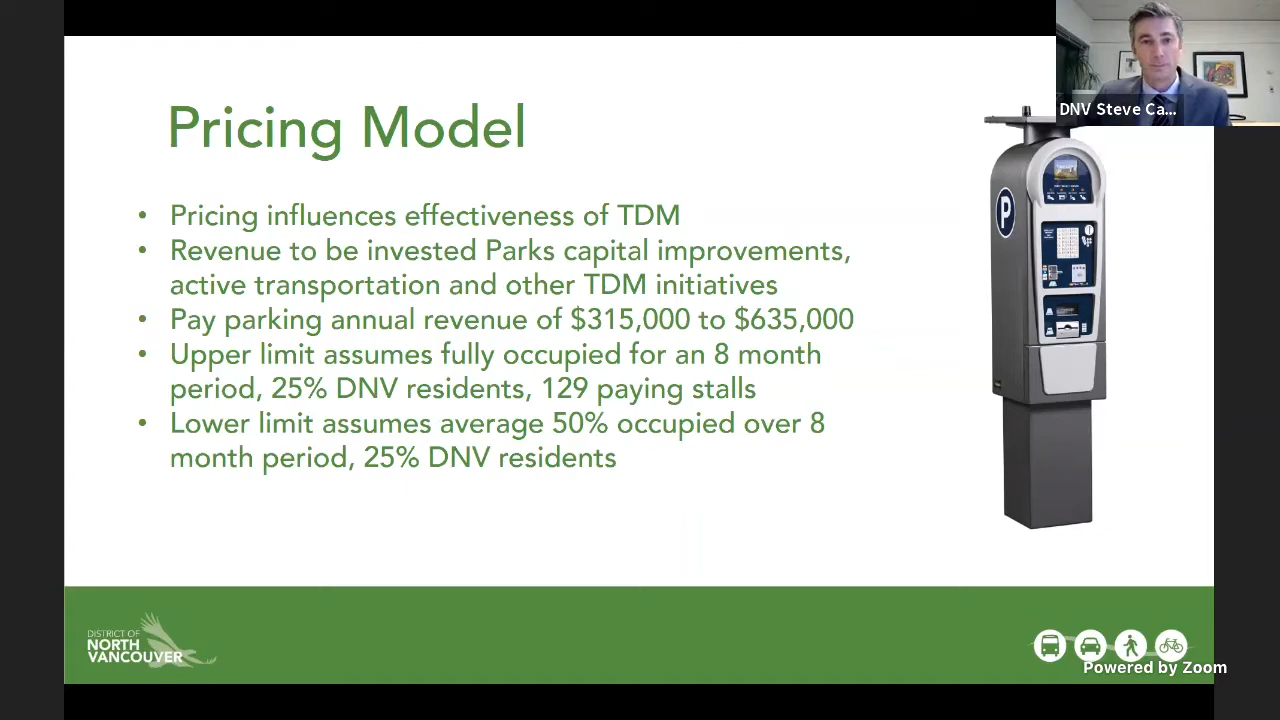 DNV Steve Ca...
Pricing Model
• Pricing influences effectiveness of TDM
• Revenue to be invested Parks capital improvements,
active transportation and other TDM initiatives
• Pay parking annual revenue of $315,000 to $635,000
• Upper limit assumes fully occupied for an 8 month
period, 25% DNV residents, 129 paying stalls
• Lower limit assumes average 50% occupied over 8
month period, 25% DNV residents
P
DISTRICT OF
NORTH
VANCOUVER
Powered by Zoom